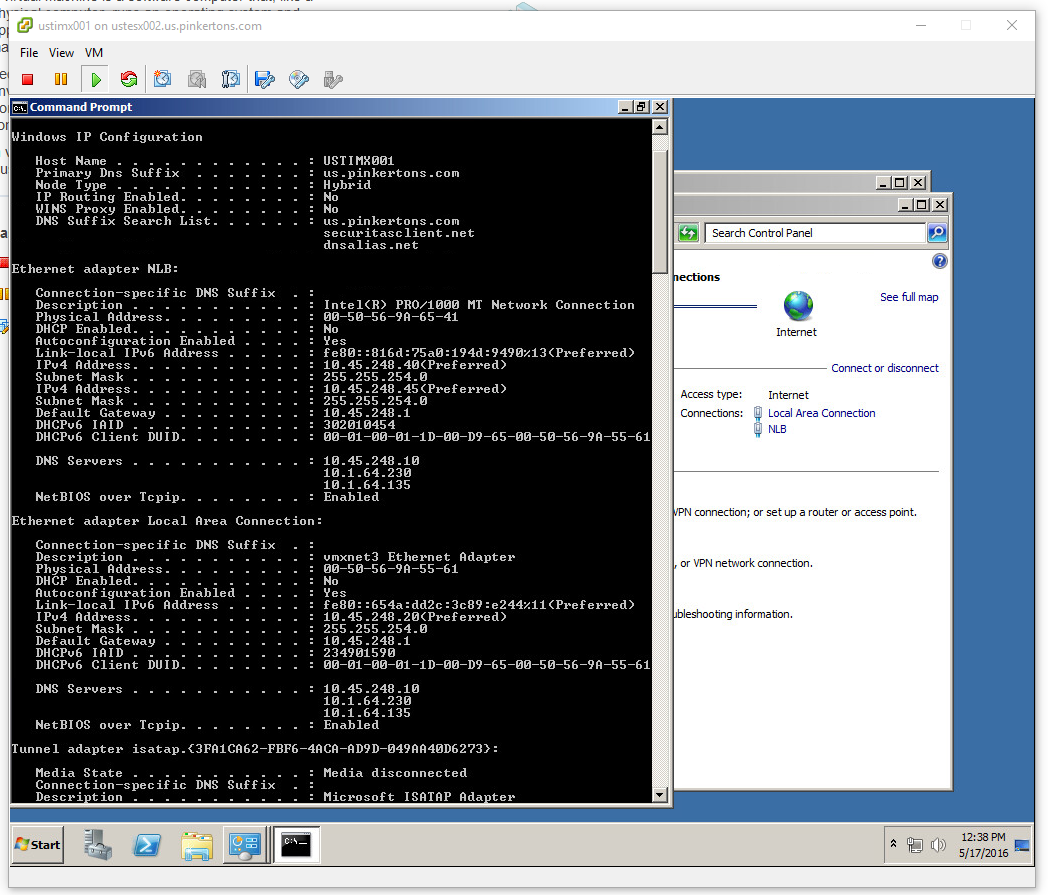 ustimx001 on ustesx002.us.pinkertons.com
File View VM
Command Prompt
Windows IP Configuration
Host Name . . . . . . . . . . . . : USTIMX001
Primary Dns Suffix . . . . . . . : us.pinkertons.com
Node Type . . . . . . . . . . . . : Hybrid
IP Routing Enabled. . . . . . . . : No
WINS Proxy Enabled. . . . . . . . : No
DNS Suffix Search List. . . . . . : us.pinkertons.com
securitasclient.net
dnsalias.net
Ethernet adapter NLB:
Connection-specific DNS Suffix . :
Description . . . . . . . . . . . : Intel(R) PRO/1000 MT Network Connection
Physical Address. . . . . . . . . : 00-50-56-9A-65-41
DHCP Enabled. . . . . . . . . . . : No
Autoconfiguration Enabled . . . . : Yes
Link-local IPv6 Address . . . . . : fe80::816d:75a0:194d:9490%13(Preferred)
IPv4 Address. . . . . . . . . . . : 10.45.248.40(Preferred)
Subnet Mask . . . . . . . . . . . : 255.255.254.0
IPv4 Address. . . . . . . . . . . : 10.45.248.45(Preferred)
Subnet Mask . . . . . . . . . . . : 255.255.254.0
Default Gateway . . . . . . . . . : 10.45.248.1
DHCPv6 IAID . . . . . . . . . . . : 302010454
DHCPv6 Client DUID. . . . . . . . : 00-01-00-01-1D-00-D9-65-00-50-56-9A-55-61
DNS Servers . . . . . . . . . . . : 10.45.248.10
10.1.64.230
10.1.64.135
NetBIOS over Tcpip. . . . . . . . : Enabled
Ethernet adapter Local Area Connection:
Connection-specific DNS Suffix . :
Description . . . . . . . . . . . : vmxnet3 Ethernet Adapter
Physical Address. . . . . . . . . : 00-50-56-9A-55-61
DHCP Enabled. . . . . . . . . . . : No
Autoconfiguration Enabled . . . . : Yes
Link-local IPv6 Address . . . . . : fe80::654a:dd2c:3c89:e244%11(Preferred)
IPv4 Address. . . . . . . . . . . : 10.45.248.20(Preferred)
Subnet Mask . . . . . . . . . . . : 255.255.254.0
Default Gateway . . . . . . . . . : 10.45.248.1
DHCPv6 IAID . . . . . . . . . . . : 234901590
DHCPv6 Client DUID. . . . . . . . : 00-01-00-01-1D-00-D9-65-00-50-56-9A-55-61
DNS Servers . . . . . . . . . . . : 10.45.248.10
10.1.64.230
10.1.64.135
NetBIOS over Tcpip. . . . . . . . : Enabled
Tunnel adapter isatap.{3FA1CA62-FBF6-4ACA-AD9D-049AA40D6273}:
Media State . . . . . . . . . . . : Media disconnected
Connection-specific DNS Suffix . :
Description . . . . . . . . . . . : Microsoft ISATAP Adapter
Search Control Panel
nections
See full map
Internet
Connect or disconnect
Access type: Internet
Connections: Local Area Connection
NLB
VPN connection; or set up a router or access point.
, or VPN network connection.
ubleshooting information.
Start
12:38 PM
5/17/2016